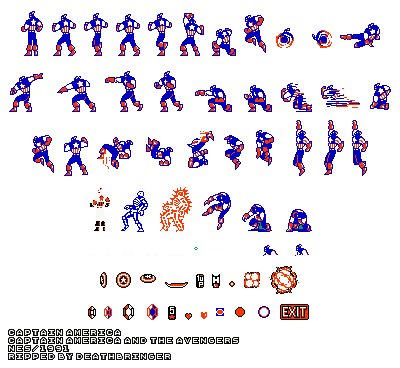 EXIT
CAPTAIN AMERICA
CAPTAIN AMERICA AND THE AVENGERS
NES/1991
RIPPED BY DEATHBRINGER